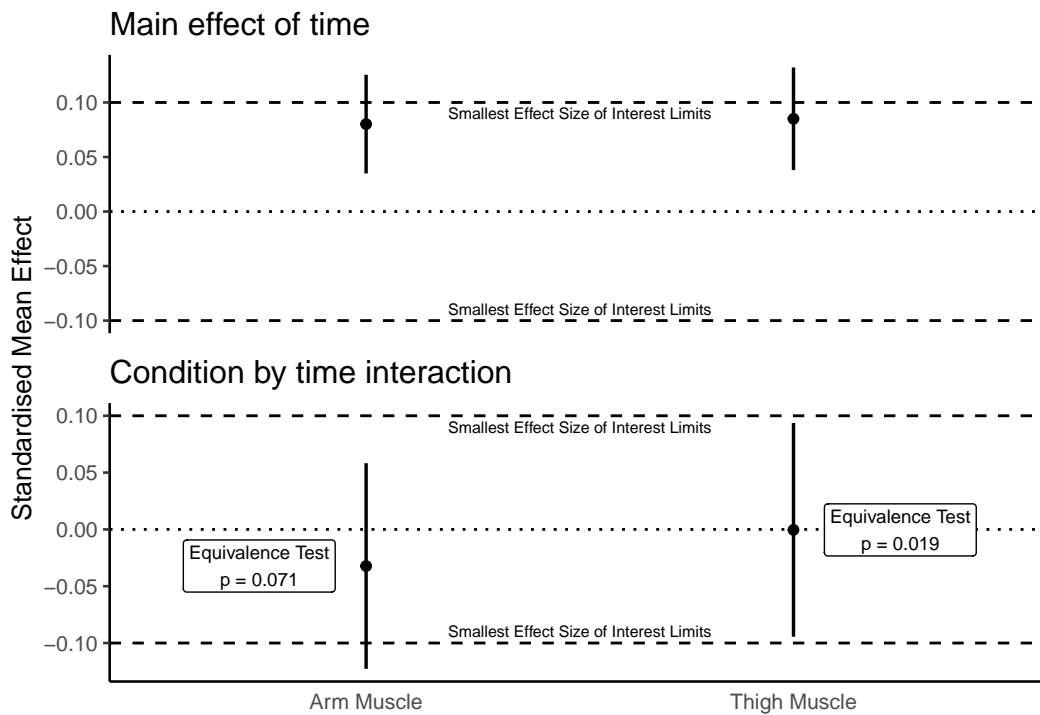 Main effect of time
Standardised Mean Effect
0.10
0.05
0.00
−0.05
−0.10
Smallest Effect Size of Interest Limits
Smallest Effect Size of Interest Limits
Condition by time interaction
0.10
0.05
0.00
−0.05
−0.10
Smallest Effect Size of Interest Limits
Equivalence Test
p = 0.071
Equivalence Test
p = 0.019
Smallest Effect Size of Interest Limits
Arm Muscle
Thigh Muscle